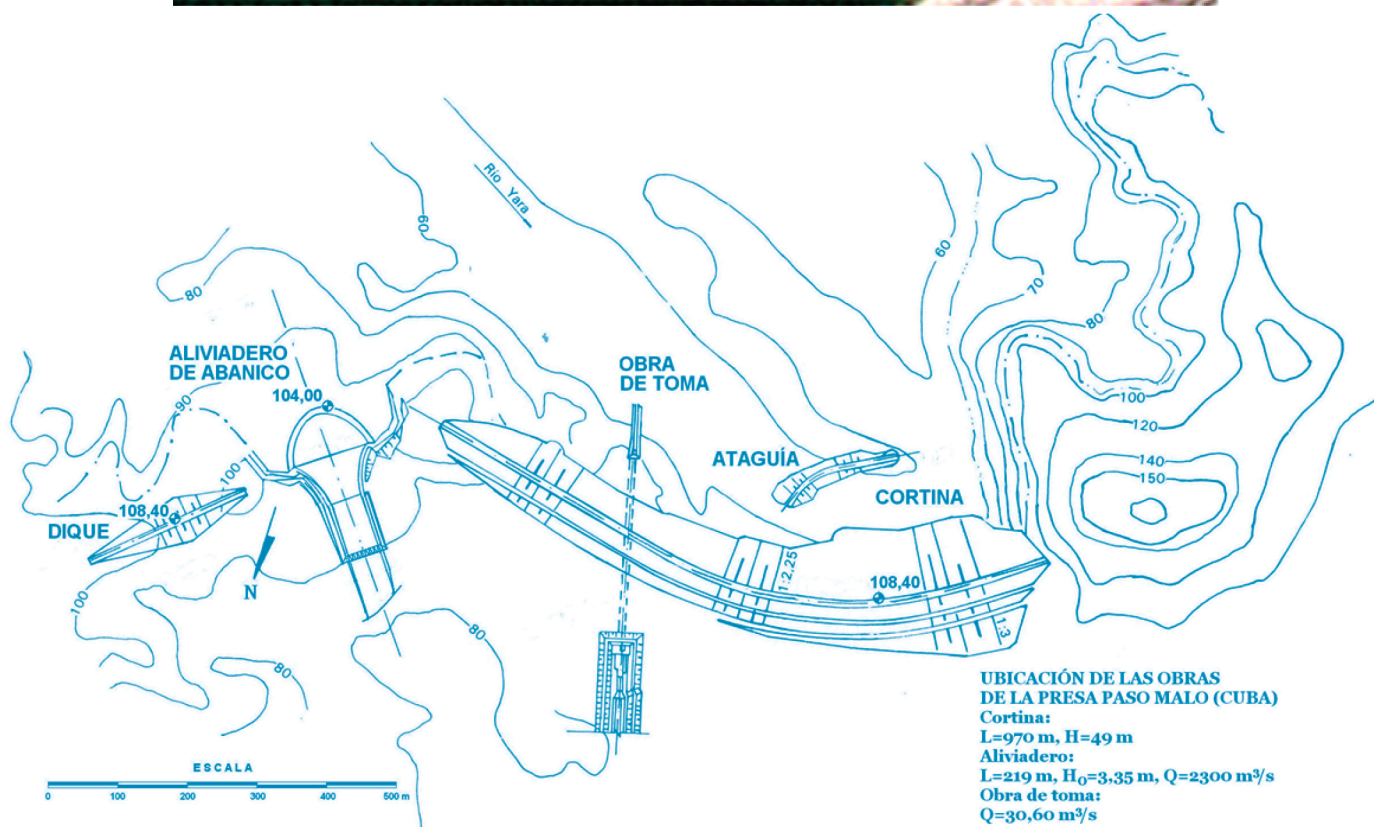 Río Yara
60
60
70
80
80
ALIVIADERO
DE ABANICO
104,00
OBRA
DE TOMA
90
100
120
140
150
100
ATAGUÍA
CORTINA
108,40
DIQUE
1:2.25
108,40
N
100
80
80
1:3
UBICACIÓN DE LAS OBRAS
DE LA PRESA PASO MALO (CUBA)
Cortina:
L=970 m, H=49 m
Aliviadero:
L=219 m, H₀=3,35 m, Q=2300 m³/s
Obra de toma:
Q=30,60 m³/s
ESCALA
0 100 200 300 400 500 m